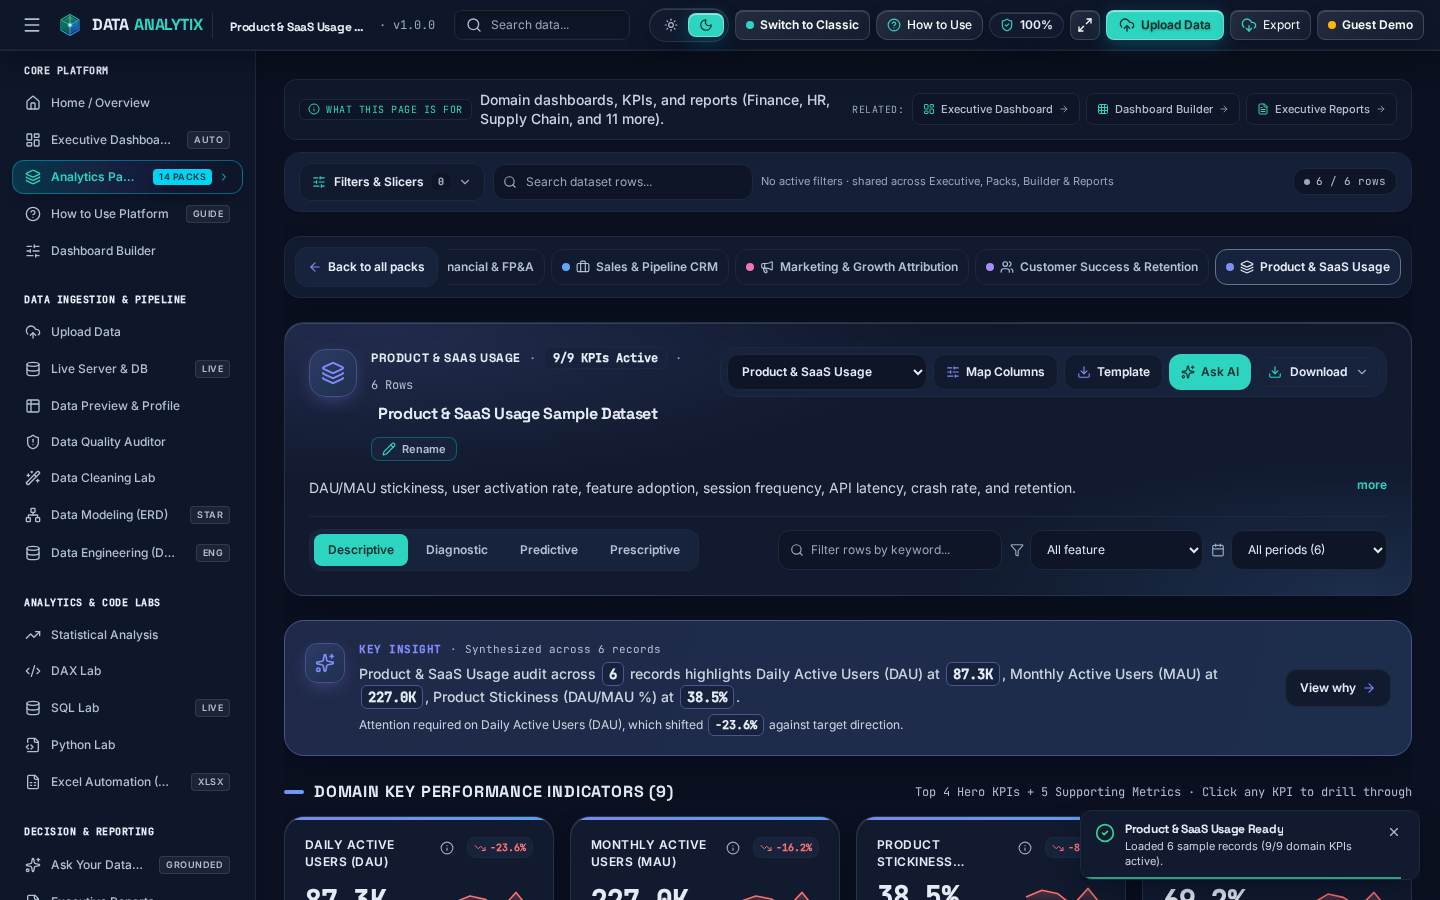 DATA ANALYTIX
Product & SaaS Usage ... · v1.0.0
Search data...
Switch to Classic
How to Use
100%
Upload Data
Export
Guest Demo
CORE PLATFORM
Home / Overview
Executive Dashboa... AUTO
Analytics Pa... 14 PACKS
How to Use Platform GUIDE
Dashboard Builder
DATA INGESTION & PIPELINE
Upload Data
Live Server & DB LIVE
Data Preview & Profile
Data Quality Auditor
Data Cleaning Lab
Data Modeling (ERD) STAR
Data Engineering (D... ENG
ANALYTICS & CODE LABS
Statistical Analysis
DAX Lab
SQL Lab LIVE
Python Lab
Excel Automation (... XLSX
DECISION & REPORTING
Ask Your Data... GROUNDED
Executive Reports
WHAT THIS PAGE IS FOR
Domain dashboards, KPIs, and reports (Finance, HR,
Supply Chain, and 11 more).
RELATED: Executive Dashboard → Dashboard Builder → Executive Reports →
Filters & Slicers 0
Search dataset rows...
No active filters · shared across Executive, Packs, Builder & Reports
6 / 6 rows
← Back to all packs
nancial & FP&A
Sales & Pipeline CRM
Marketing & Growth Attribution
Customer Success & Retention
Product & SaaS Usage
PRODUCT & SAAS USAGE · 9/9 KPIs Active ·
6 Rows
Product & SaaS Usage Sample Dataset
Rename
Product & SaaS Usage
Map Columns
Template
Ask AI
Download
DAU/MAU stickiness, user activation rate, feature adoption, session frequency, API latency, crash rate, and retention.
more
Descriptive Diagnostic Predictive Prescriptive
Filter rows by keyword...
All feature
All periods (6)
KEY INSIGHT · Synthesized across 6 records
Product & SaaS Usage audit across 6 records highlights Daily Active Users (DAU) at 87.3K , Monthly Active Users (MAU) at
227.0K , Product Stickiness (DAU/MAU %) at 38.5% .
Attention required on Daily Active Users (DAU), which shifted -23.6% against target direction.
View why →
DOMAIN KEY PERFORMANCE INDICATORS (9)
Top 4 Hero KPIs + 5 Supporting Metrics · Click any KPI to drill through
DAILY ACTIVE
USERS (DAU)
-23.6%
87.3K
MONTHLY ACTIVE
USERS (MAU)
-16.2%
227.0K
PRODUCT
STICKINESS...
-8
38.5%
69.2%
Product & SaaS Usage Ready
Loaded 6 sample records (9/9 domain KPIs
active).